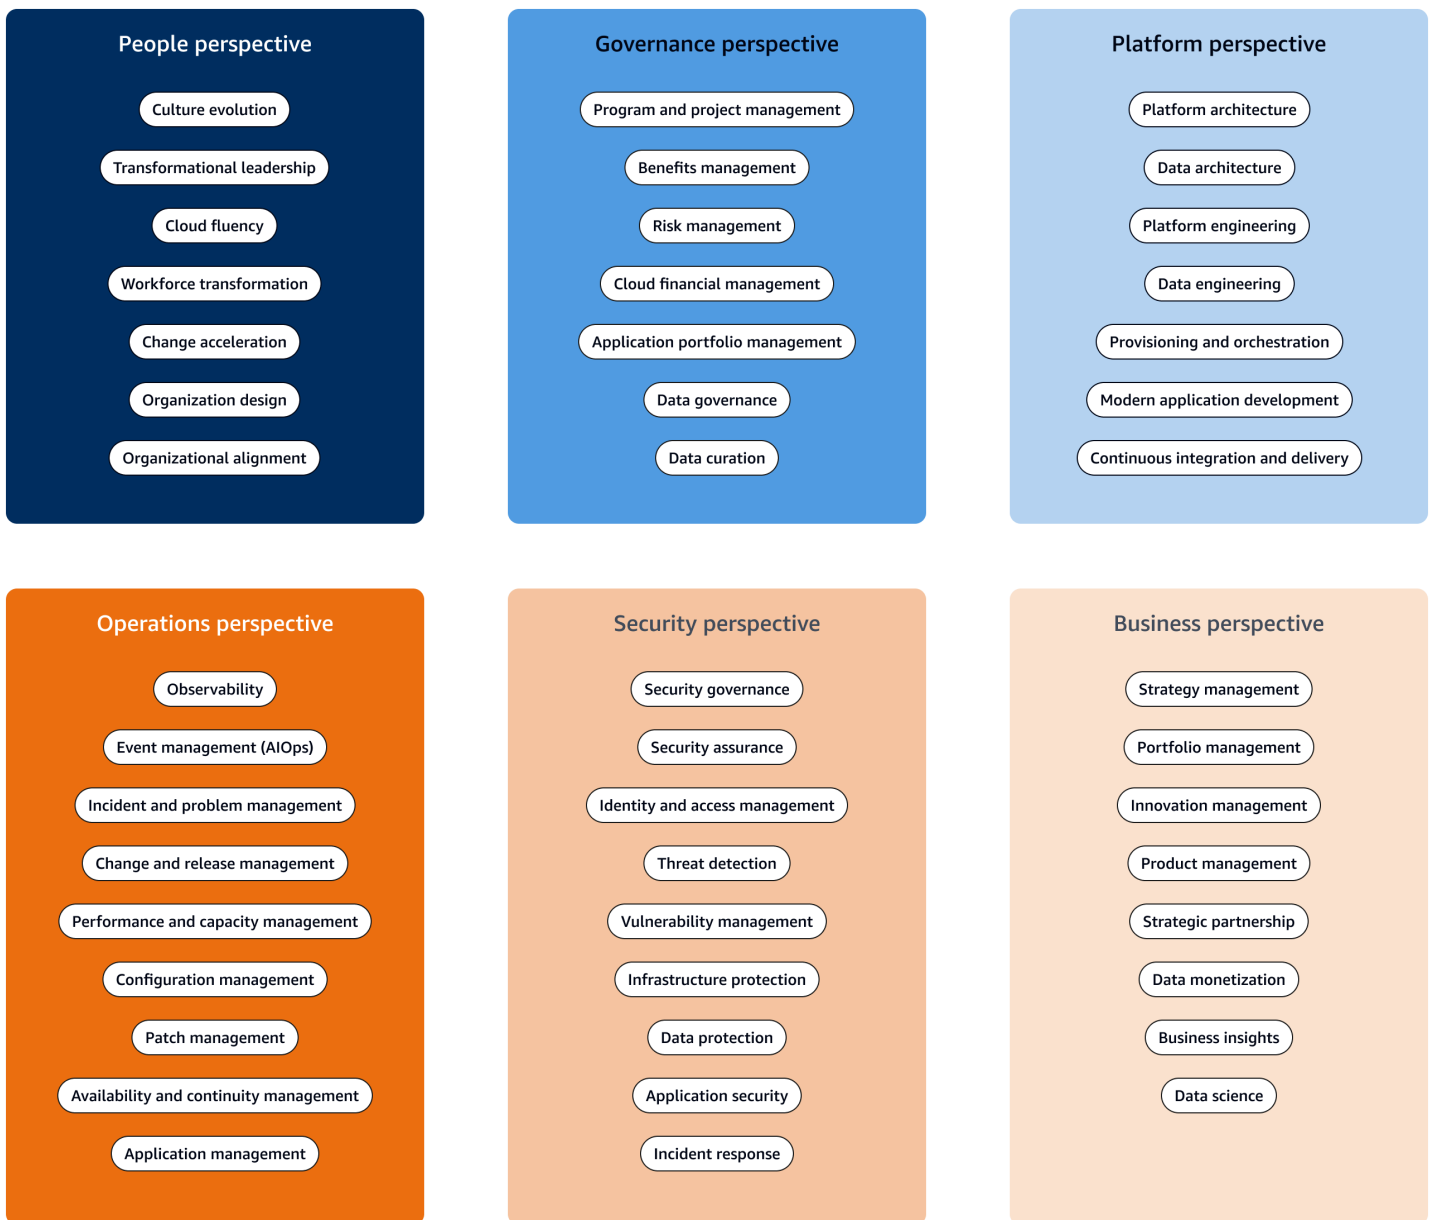 People perspective
Culture evolution
Transformational leadership
Cloud fluency
Workforce transformation
Change acceleration
Organization design
Organizational alignment
Governance perspective
Program and project management
Benefits management
Risk management
Cloud financial management
Application portfolio management
Data governance
Data curation
Platform perspective
Platform architecture
Data architecture
Platform engineering
Data engineering
Provisioning and orchestration
Modern application development
Continuous integration and delivery
Operations perspective
Observability
Event management (AIOps)
Incident and problem management
Change and release management
Performance and capacity management
Configuration management
Patch management
Availability and continuity management
Application management
Security perspective
Security governance
Security assurance
Identity and access management
Threat detection
Vulnerability management
Infrastructure protection
Data protection
Application security
Incident response
Business perspective
Strategy management
Portfolio management
Innovation management
Product management
Strategic partnership
Data monetization
Business insights
Data science